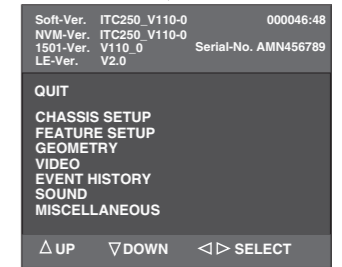 Soft-Ver. ITC250_V110-0 000046:48
NVM-Ver. ITC250_V110-0
1501-Ver. V110_0 Serial-No. AMN456789
LE-Ver. V2.0
QUIT
CHASSIS SETUP
FEATURE SETUP
GEOMETRY
VIDEO
EVENT HISTORY
SOUND
MISCELLANEOUS
△ UP ▽ DOWN ◁ ▷ SELECT